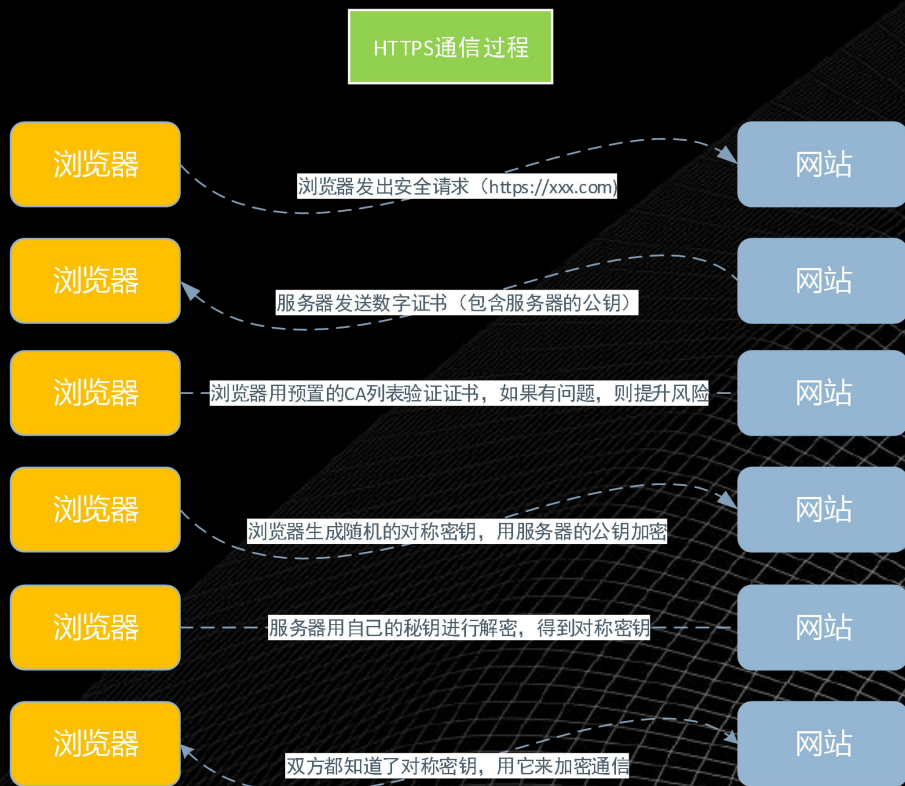 HTTPS通信过程
浏览器
浏览器发出安全请求（https://xxx.com)
网站
浏览器
服务器发送数字证书（包含服务器的公钥）
网站
浏览器
浏览器用预置的CA列表验证证书，如果有问题，则提升风险
网站
浏览器
浏览器生成随机的对称密钥，用服务器的公钥加密
网站
浏览器
服务器用自己的秘钥进行解密，得到对称密钥
网站
浏览器
双方都知道了对称密钥，用它来加密通信
网站